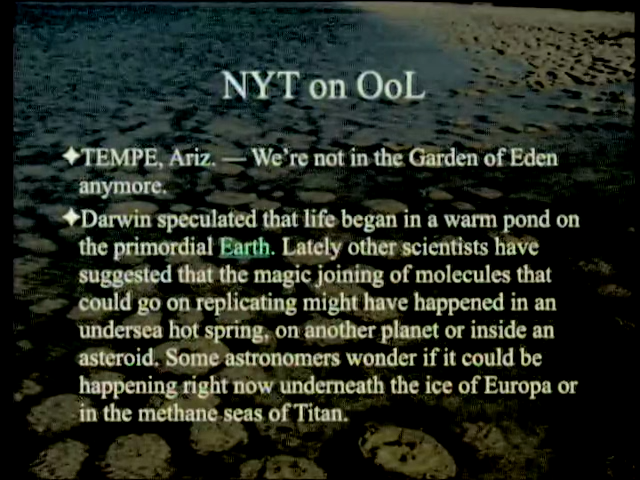 NYT on OoL
✦TEMPE, Ariz. — We're not in the Garden of Eden
anymore.
✦Darwin speculated that life began in a warm pond on
the primordial Earth. Lately other scientists have
suggested that the magic joining of molecules that
could go on replicating might have happened in an
undersea hot spring, on another planet or inside an
asteroid. Some astronomers wonder if it could be
happening right now underneath the ice of Europa or
in the methane seas of Titan.